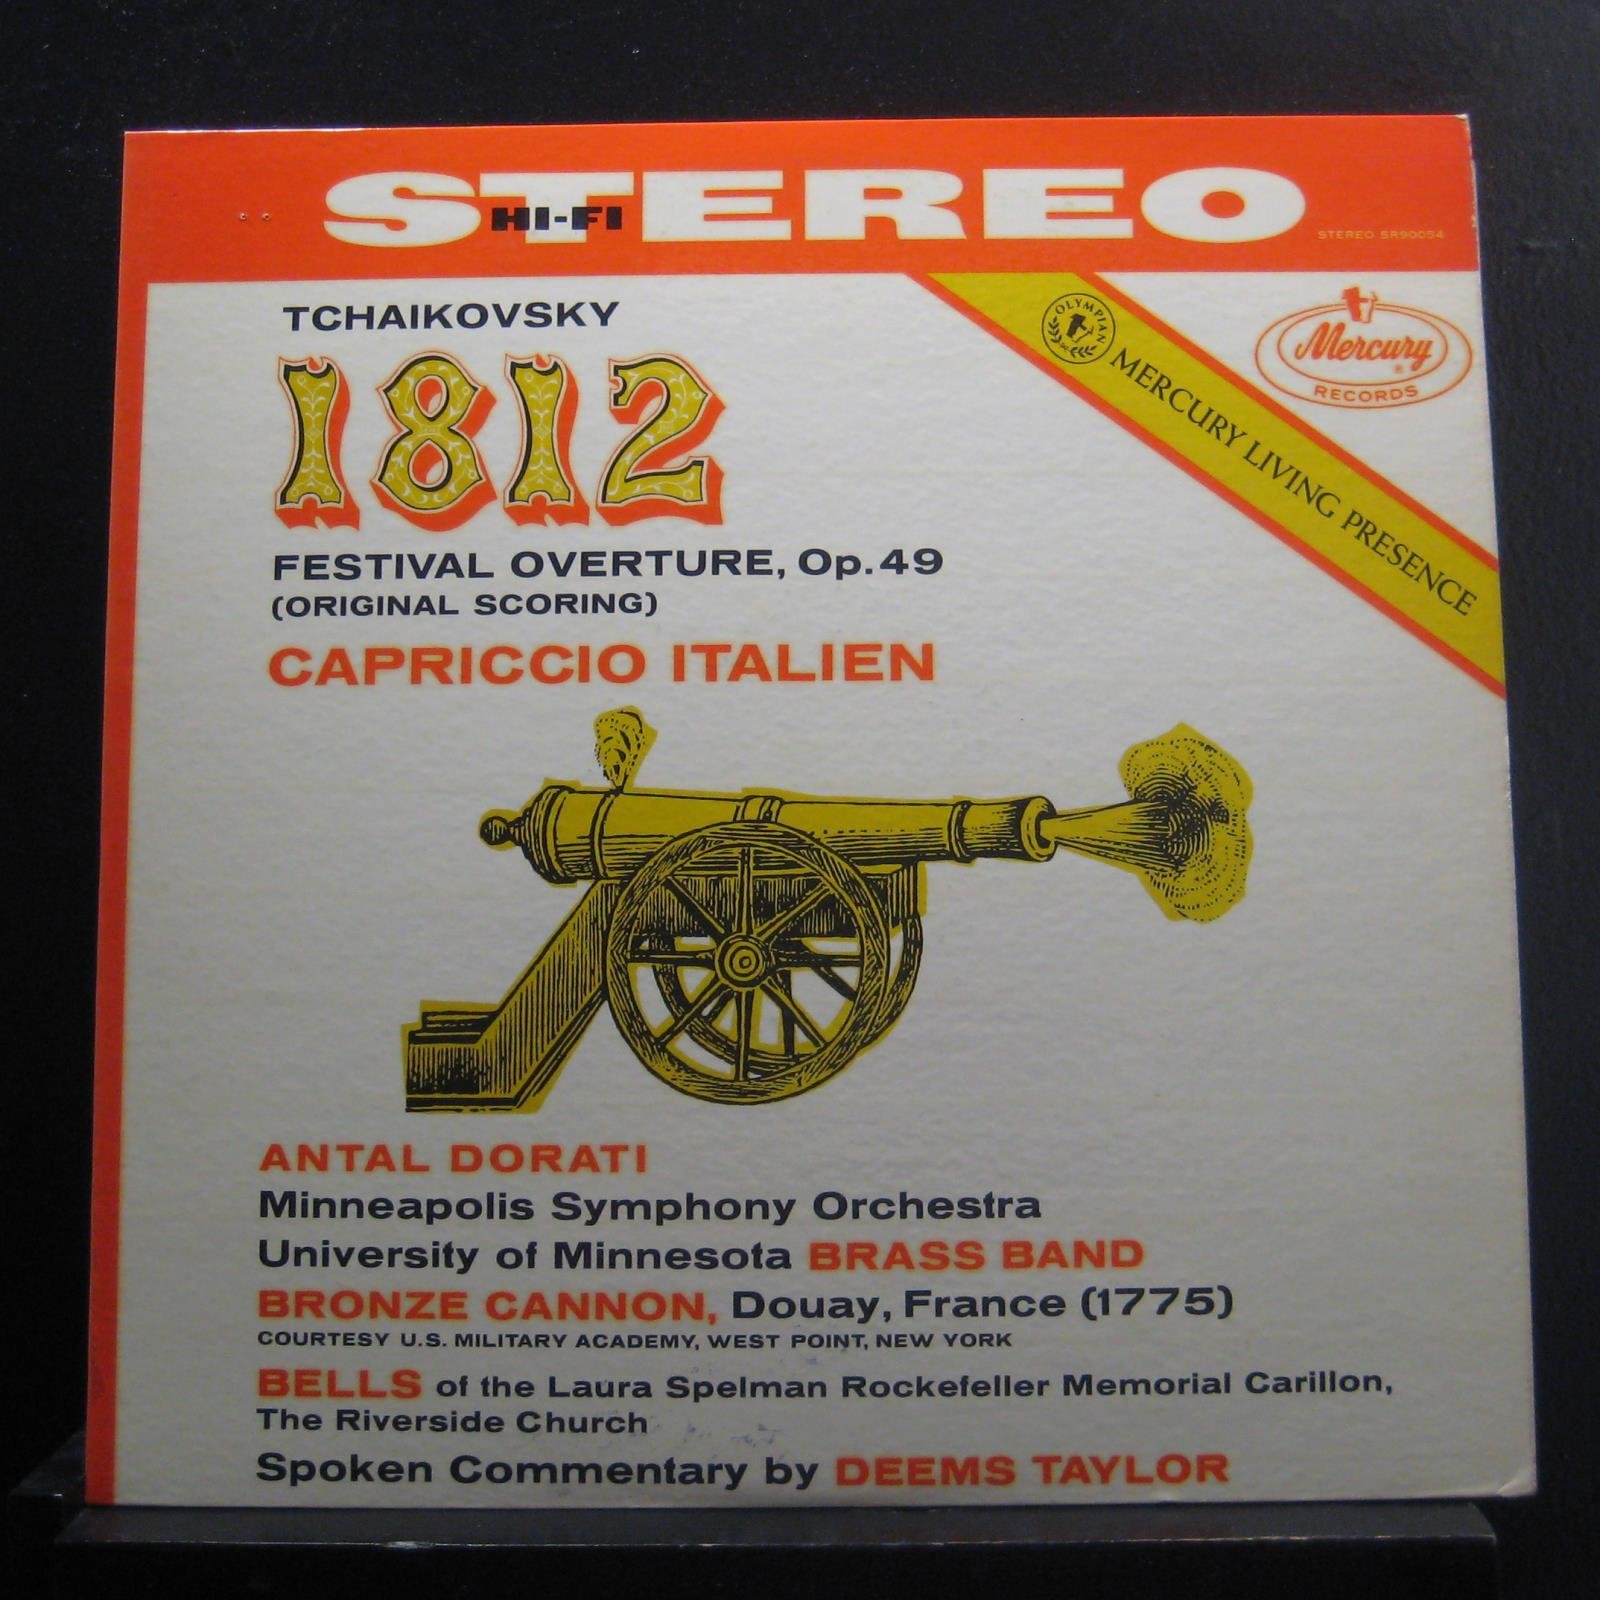 STEREO
HI-FI
STEREO SR90054
TCHAIKOVSKY
1812
FESTIVAL OVERTURE, Op.49
(ORIGINAL SCORING)
CAPRICCIO ITALIEN
OLYMPIAN
MERCURY LIVING PRESENCE
Mercury
®
RECORDS
ANTAL DORATI
Minneapolis Symphony Orchestra
University of Minnesota BRASS BAND
BRONZE CANNON, Douay, France (1775)
COURTESY U.S. MILITARY ACADEMY, WEST POINT, NEW YORK
BELLS of the Laura Spelman Rockefeller Memorial Carillon,
The Riverside Church
Spoken Commentary by DEEMS TAYLOR